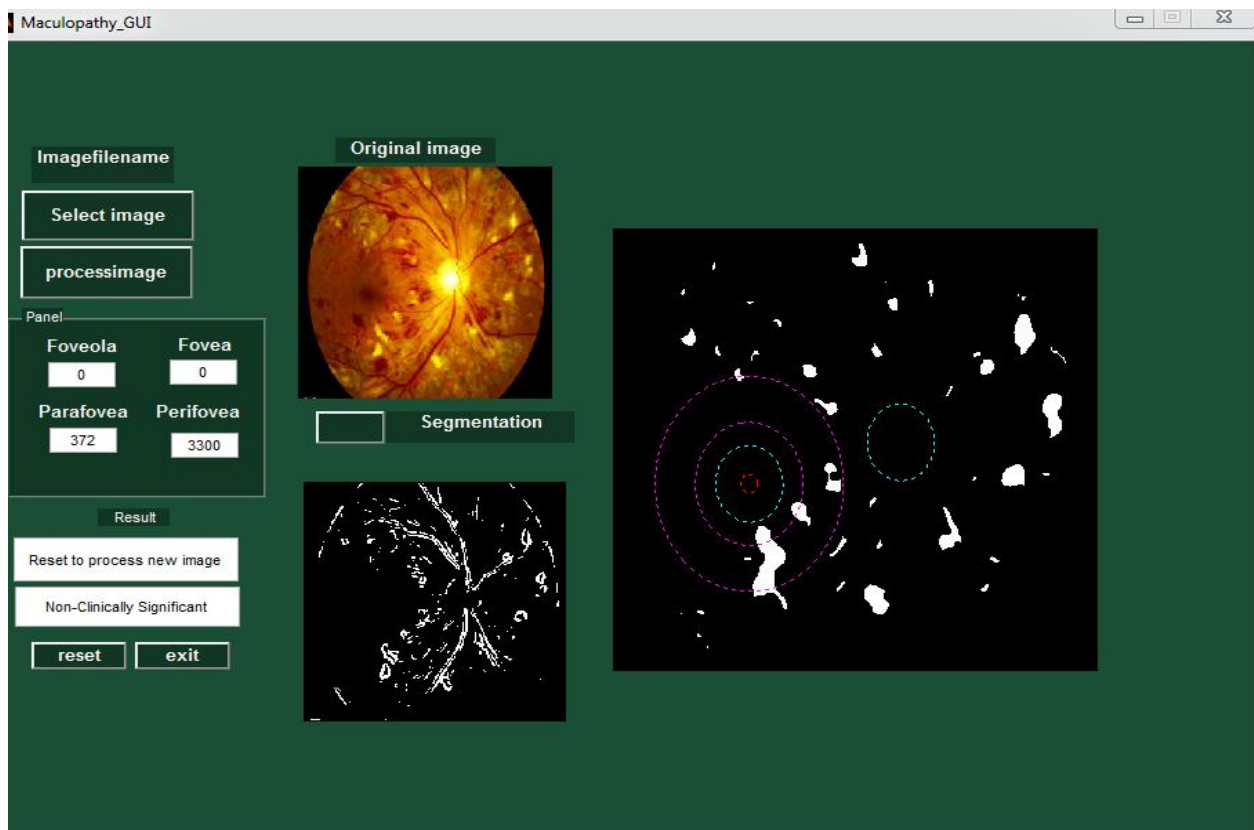 Maculopathy_GUI
Imagefilename
Select image
processimage
Panel
Foveola
Fovea
0
0
Parafovea
Perifovea
372
3300
Result
Reset to process new image
Non-Clinically Significant
reset
exit
Original image
Segmentation